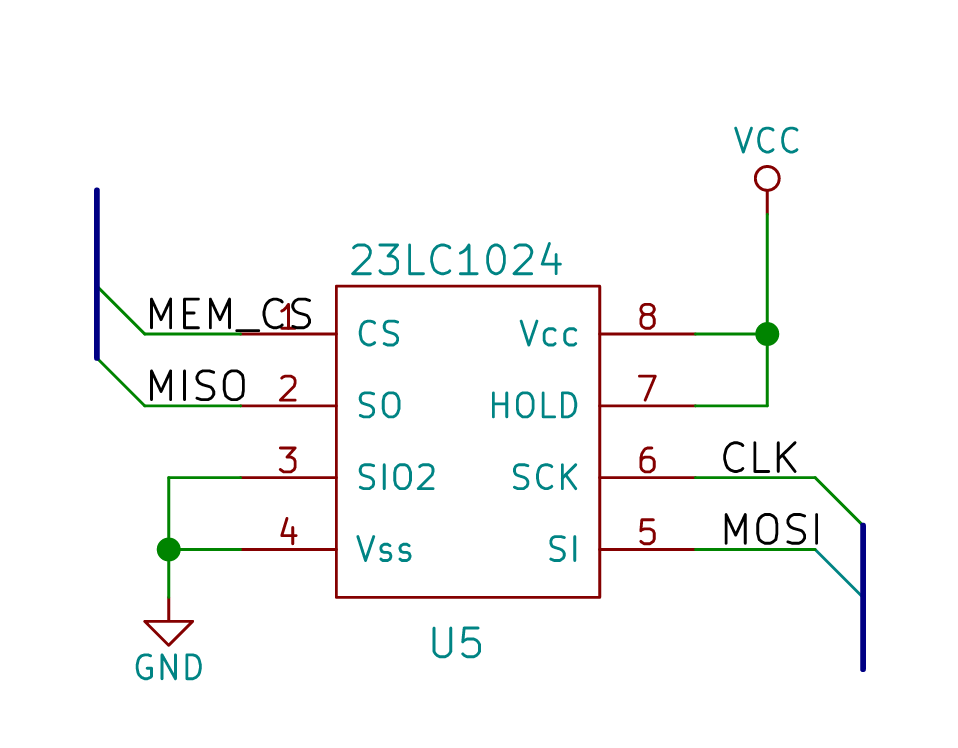 VCC
23LC1024
MEM_CS 1 CS Vcc 8
MISO 2 SO HOLD 7
3 SIO2 SCK 6 CLK
4 Vss SI 5 MOSI
U5
GND